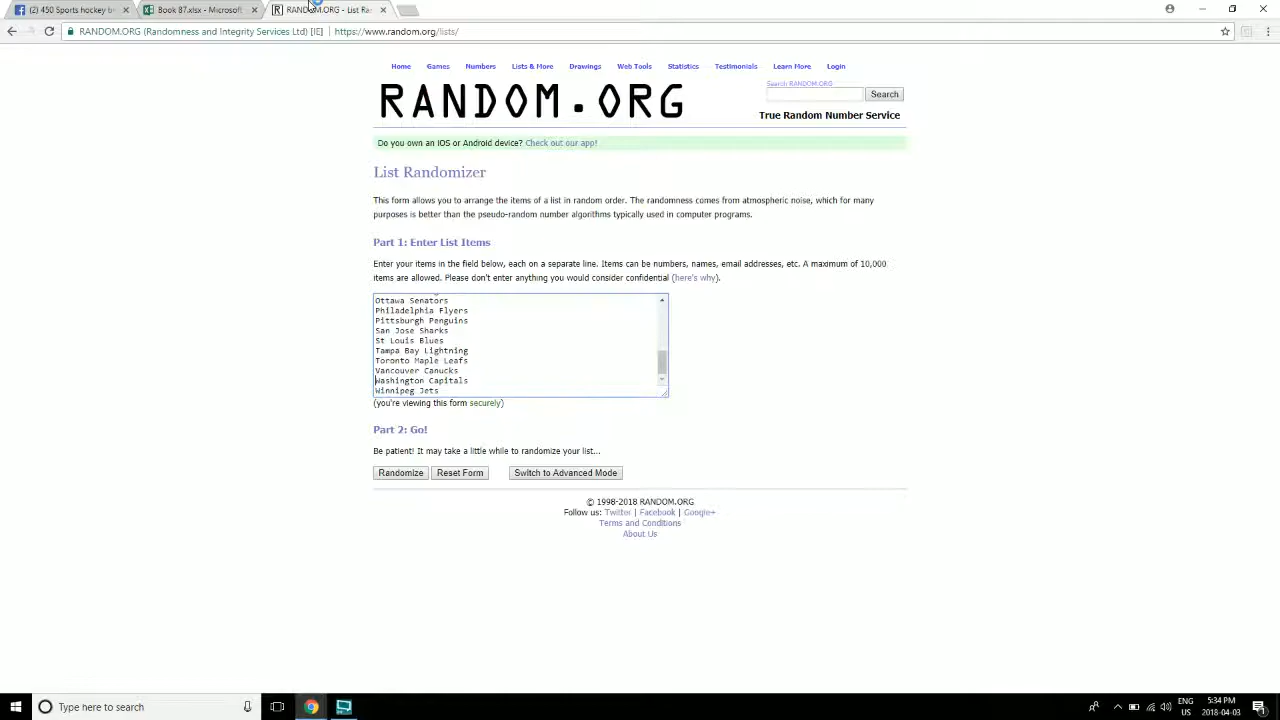 (2) 450 Sports hockey b
Book 87.xlsx - Microsoft
RANDOM.ORG - List Ra
RANDOM.ORG (Randomness and Integrity Services Ltd) [IE] https://www.random.org/lists/
Home Games Numbers Lists & More Drawings Web Tools Statistics Testimonials Learn More Login
Search RANDOM.ORG
RANDOM.ORG
Search
True Random Number Service
Do you own an iOS or Android device? Check out our app!
List Randomizer
This form allows you to arrange the items of a list in random order. The randomness comes from atmospheric noise, which for many
purposes is better than the pseudo-random number algorithms typically used in computer programs.
Part 1: Enter List Items
Enter your items in the field below, each on a separate line. Items can be numbers, names, email addresses, etc. A maximum of 10,000
items are allowed. Please don't enter anything you would consider confidential (here's why).
Ottawa Senators
Philadelphia Flyers
Pittsburgh Penguins
San Jose Sharks
St Louis Blues
Tampa Bay Lightning
Toronto Maple Leafs
Vancouver Canucks
Washington Capitals
Winnipeg Jets
(you're viewing this form securely)
Part 2: Go!
Be patient! It may take a little while to randomize your list...
Randomize Reset Form Switch to Advanced Mode
© 1998-2018 RANDOM.ORG
Follow us: Twitter | Facebook | Google+
Terms and Conditions
About Us
Type here to search
ENG
US
5:34 PM
2018-04-03